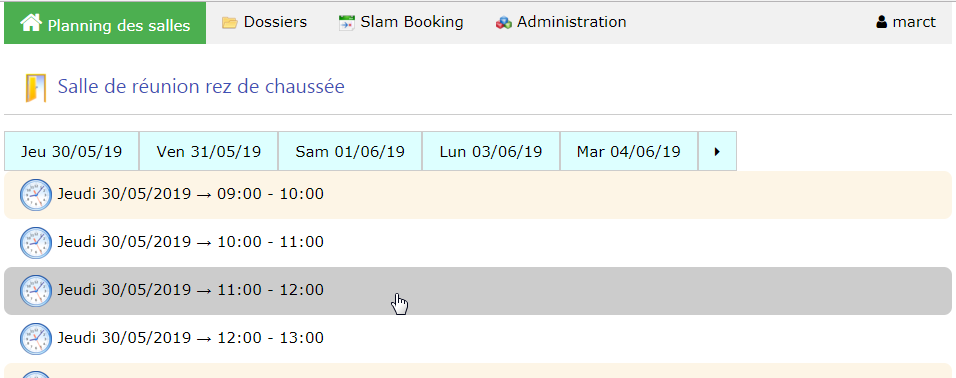 Planning des salles Dossiers Slam Booking Administration marct
Salle de réunion rez de chaussée
Jeu 30/05/19 Ven 31/05/19 Sam 01/06/19 Lun 03/06/19 Mar 04/06/19
Jeudi 30/05/2019 → 09:00 - 10:00
Jeudi 30/05/2019 → 10:00 - 11:00
Jeudi 30/05/2019 → 11:00 - 12:00
Jeudi 30/05/2019 → 12:00 - 13:00